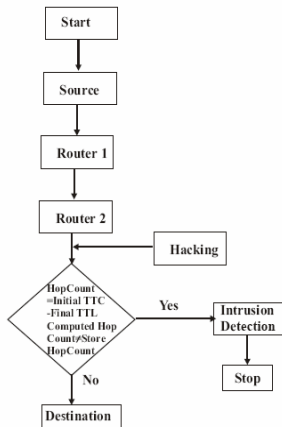 Start
Source
Router 1
Router 2
Hacking
HopCount
=Initial TTC
-Final TTL
Computed Hop
Count≠Store
HopCount
Yes
Intrusion
Detection
No
Stop
Destination